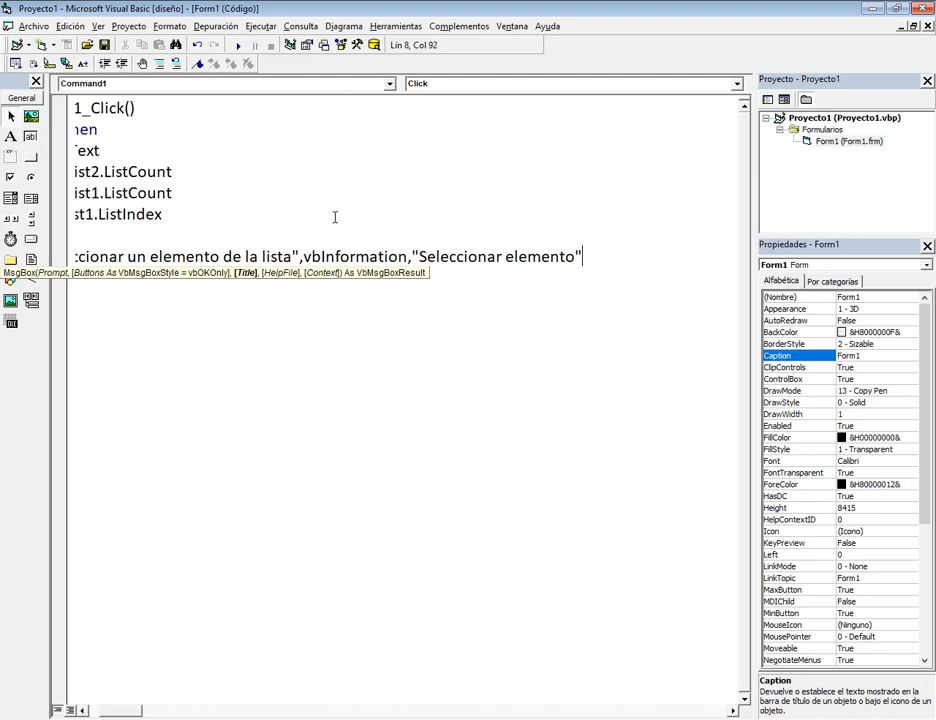 Proyecto1 - Microsoft Visual Basic [diseño] - [Form1 (Código)]
Archivo Edición Ver Proyecto Formato Depuración Ejecutar Consulta Diagrama Herramientas Complementos Ventana Ayuda
Lín 8, Col 92
General
Command1 Click
1_Click()
hen
Text
ist2.ListCount
ist1.ListCount
st1.ListIndex
ccionar un elemento de la lista",vbInformation,"Seleccionar elemento"
MsgBox(Prompt, [Buttons As VbMsgBoxStyle = vbOKOnly], [Title], [HelpFile], [Context]) As VbMsgBoxResult
Proyecto - Proyecto1
Proyecto1 (Proyecto1.vbp)
Formularios
Form1 (Form1.frm)
Propiedades - Form1
Form1 Form
Alfabética Por categorías
(Nombre) Form1
Appearance 1 - 3D
AutoRedraw False
BackColor &H8000000F&
BorderStyle 2 - Sizable
Caption Form1
ClipControls True
ControlBox True
DrawMode 13 - Copy Pen
DrawStyle 0 - Solid
DrawWidth 1
Enabled True
FillColor &H00000000&
FillStyle 1 - Transparent
Font Calibri
FontTransparent True
ForeColor &H80000012&
HasDC True
Height 8415
HelpContextID 0
Icon (Icono)
KeyPreview False
Left 0
LinkMode 0 - None
LinkTopic Form1
MaxButton True
MDIChild False
MinButton True
MouseIcon (Ninguno)
MousePointer 0 - Default
Moveable True
NegotiateMenus True
Caption
Devuelve o establece el texto mostrado en la
barra de título de un objeto o bajo el icono de un
objeto.